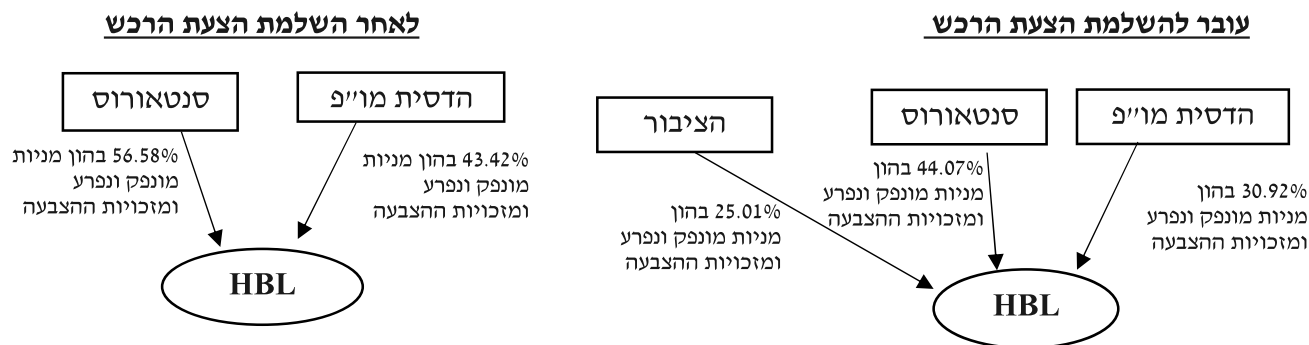 עובר להשלמת הצעת הרכש
הדסית מו"פ
סנטאורוס
הציבור
30.92% בהון
מניות מונפק ונפרע
ומזכויות ההצבעה
44.07% בהון
מניות מונפק ונפרע
ומזכויות ההצבעה
25.01% בהון
מניות מונפק ונפרע
ומזכויות ההצבעה
HBL
לאחר השלמת הצעת הרכש
הדסית מו"פ
סנטאורוס
43.42% בהון מניות
מונפק ונפרע
ומזכויות ההצבעה
56.58% בהון מניות
מונפק ונפרע
ומזכויות ההצבעה
HBL